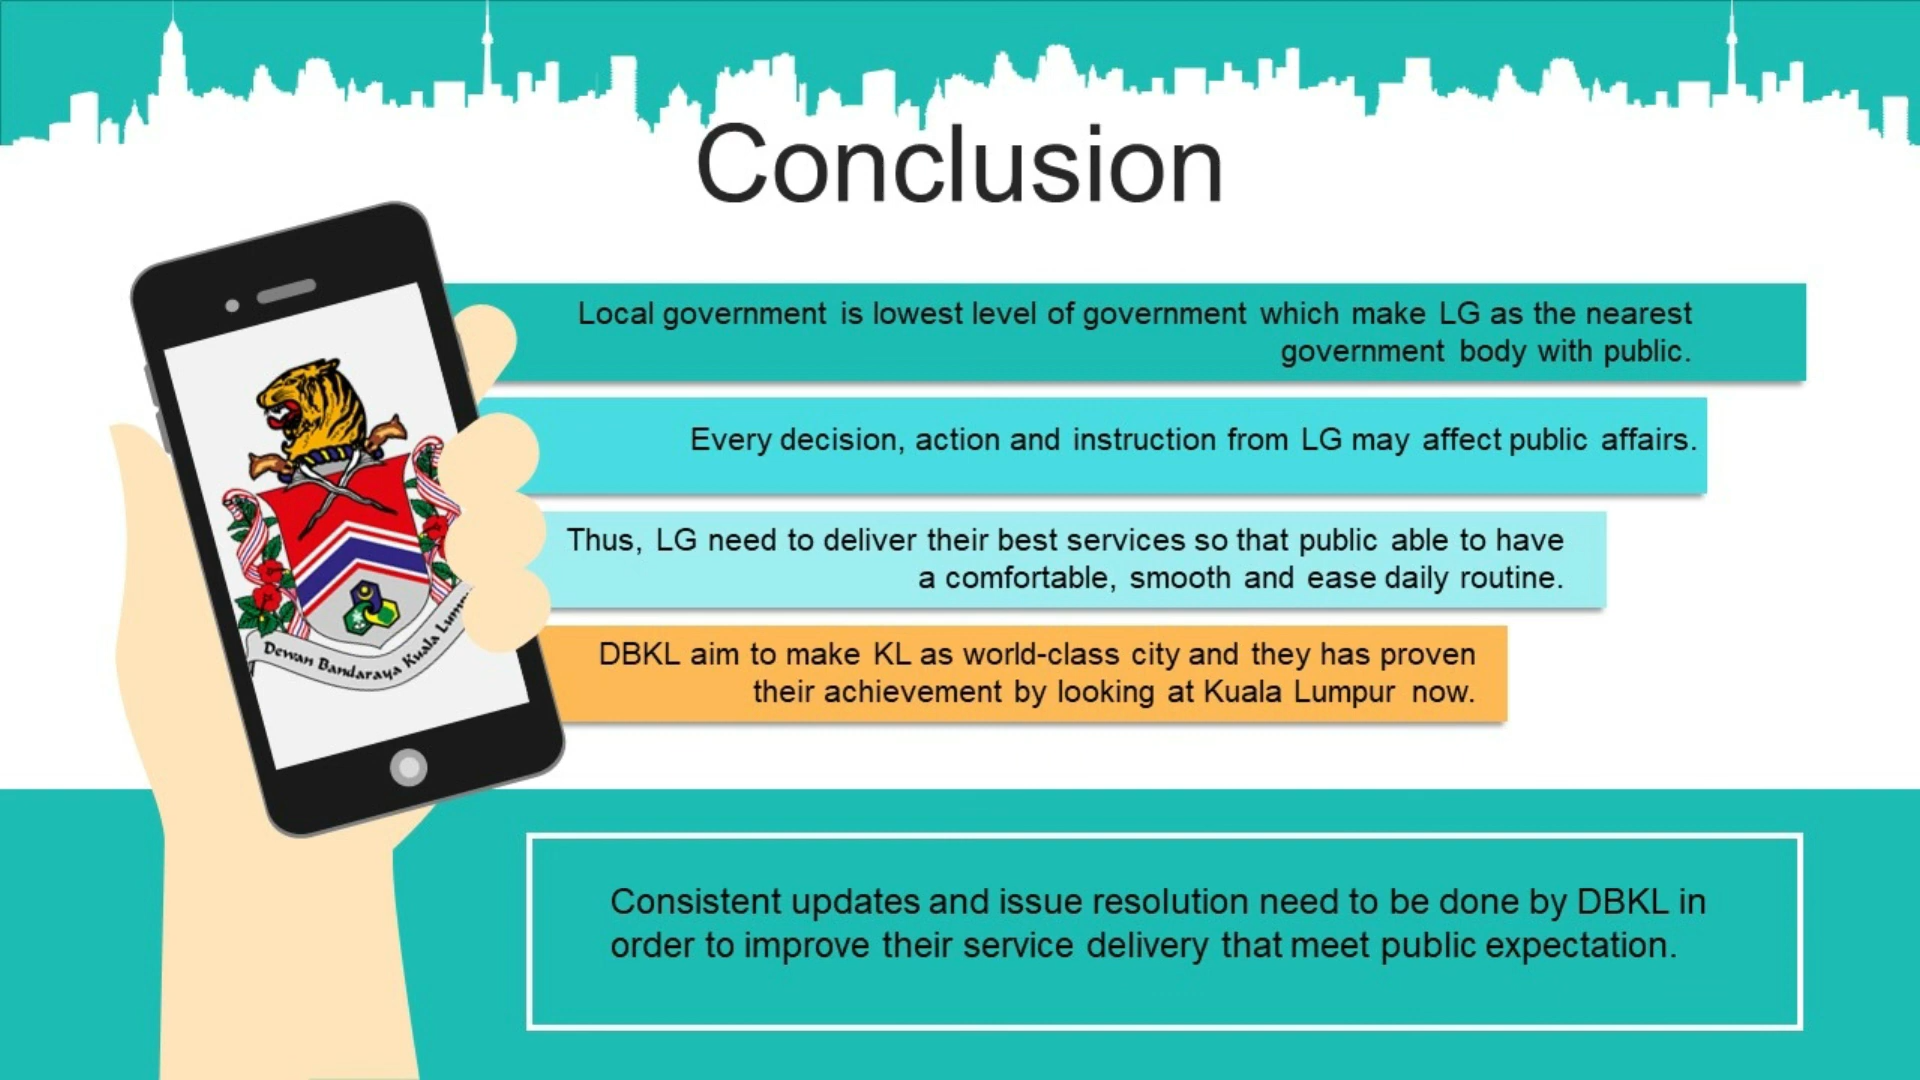 Conclusion
Local government is lowest level of government which make LG as the nearest
government body with public.
Every decision, action and instruction from LG may affect public affairs.
Thus, LG need to deliver their best services so that public able to have
a comfortable, smooth and ease daily routine.
DBKL aim to make KL as world-class city and they has proven
their achievement by looking at Kuala Lumpur now.
Dewan Bandaraya Kuala
Consistent updates and issue resolution need to be done by DBKL in
order to improve their service delivery that meet public expectation.